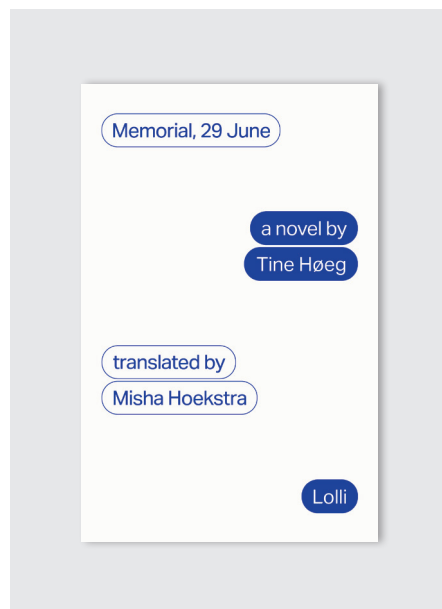 Memorial, 29 June
a novel by
Tine Høeg
translated by
Misha Hoekstra
Lolli